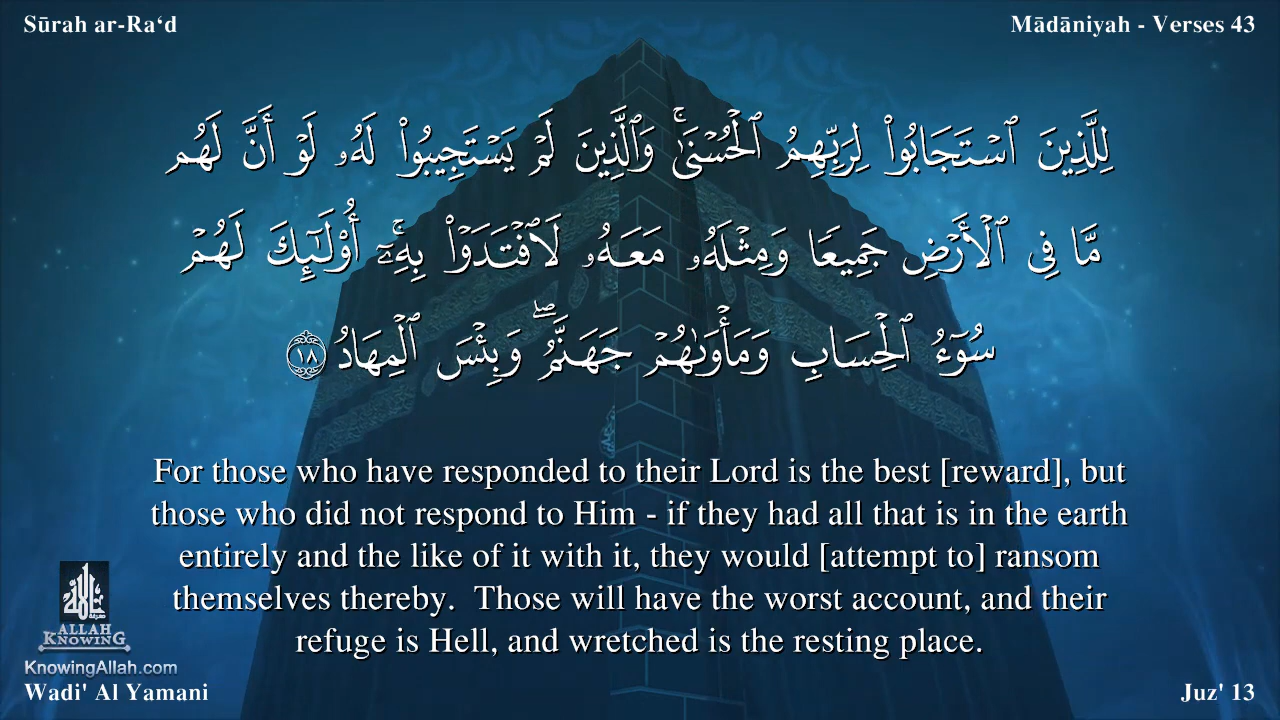 Sūrah ar-Ra‘d
Mādāniyah - Verses 43
لِلَّذِينَ ٱسْتَجَابُوا۟ لِرَبِّهِمُ ٱلْحُسْنَىٰ ۚ وَٱلَّذِينَ لَمْ يَسْتَجِيبُوا۟ لَهُۥ لَوْ أَنَّ لَهُم
مَّا فِى ٱلْأَرْضِ جَمِيعًا وَمِثْلَهُۥ مَعَهُۥ لَٱفْتَدَوْا۟ بِهِۦٓ ۚ أُو۟لَـٰٓئِكَ لَهُمْ
سُوٓءُ ٱلْحِسَابِ وَمَأْوَىٰهُمْ جَهَنَّمُ ۖ وَبِئْسَ ٱلْمِهَادُ ١٨
For those who have responded to their Lord is the best [reward], but
those who did not respond to Him - if they had all that is in the earth
entirely and the like of it with it, they would [attempt to] ransom
themselves thereby.  Those will have the worst account, and their
refuge is Hell, and wretched is the resting place.
ALLAH
KNOWING
KnowingAllah.com
Wadi' Al Yamani
Juz' 13